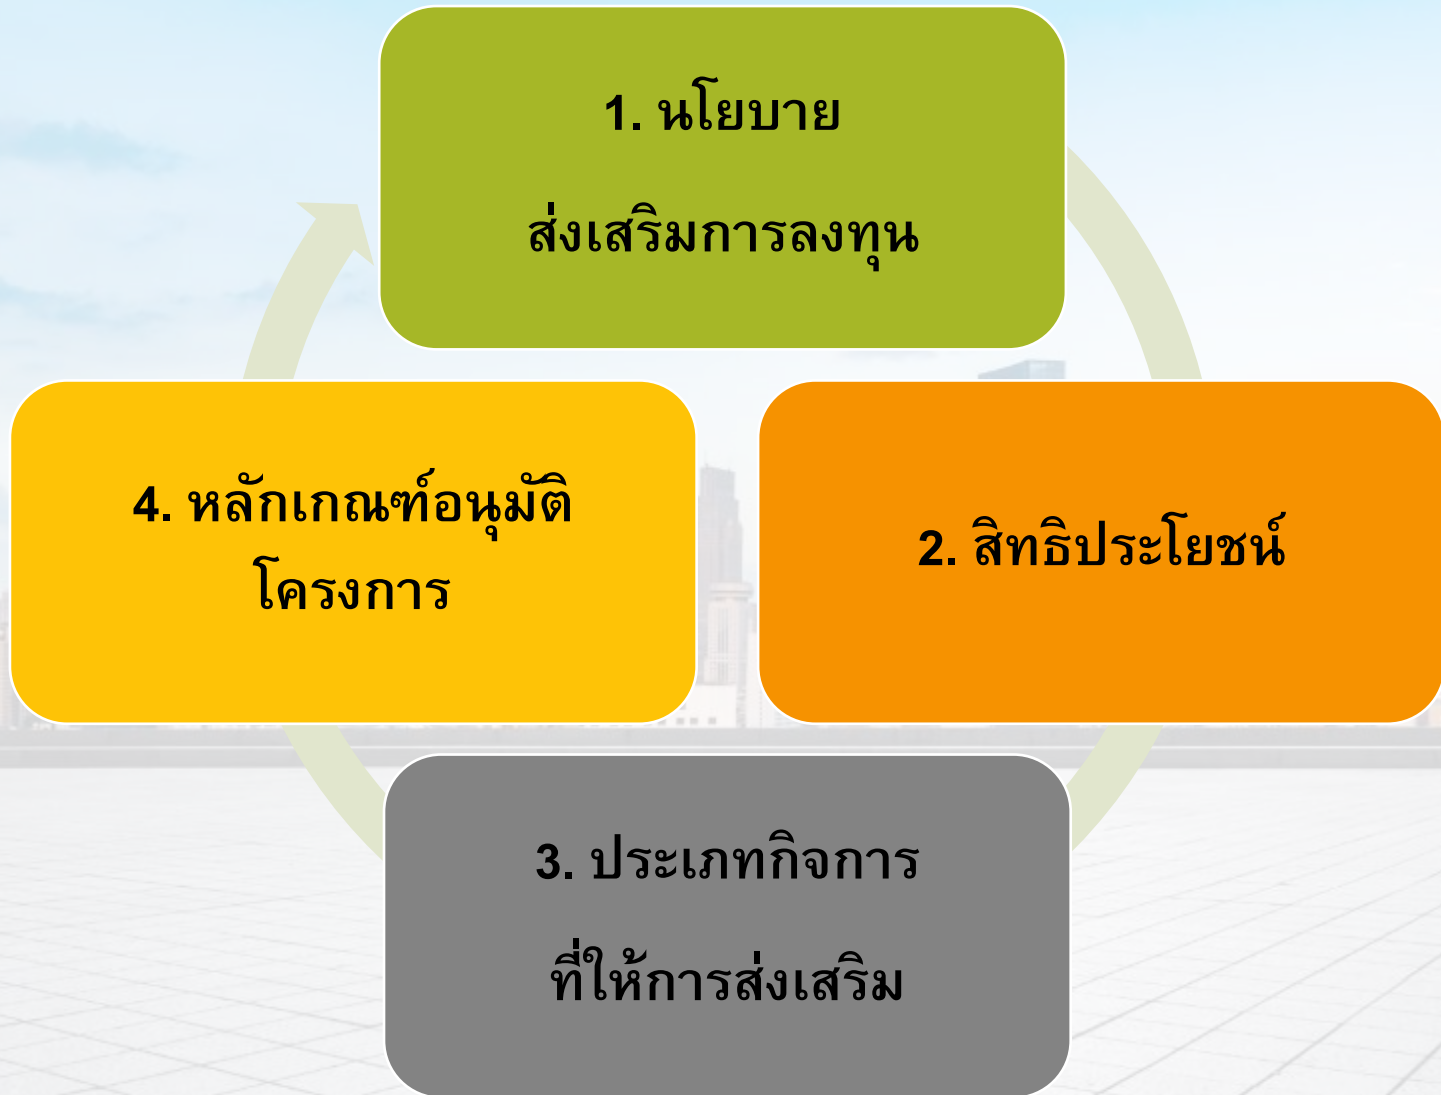 1. นโยบาย
ส่งเสริมการลงทุน
2. สิทธิประโยชน์
3. ประเภทกิจการ
ที่ให้การส่งเสริม
4. หลักเกณฑ์อนุมัติ
โครงการ